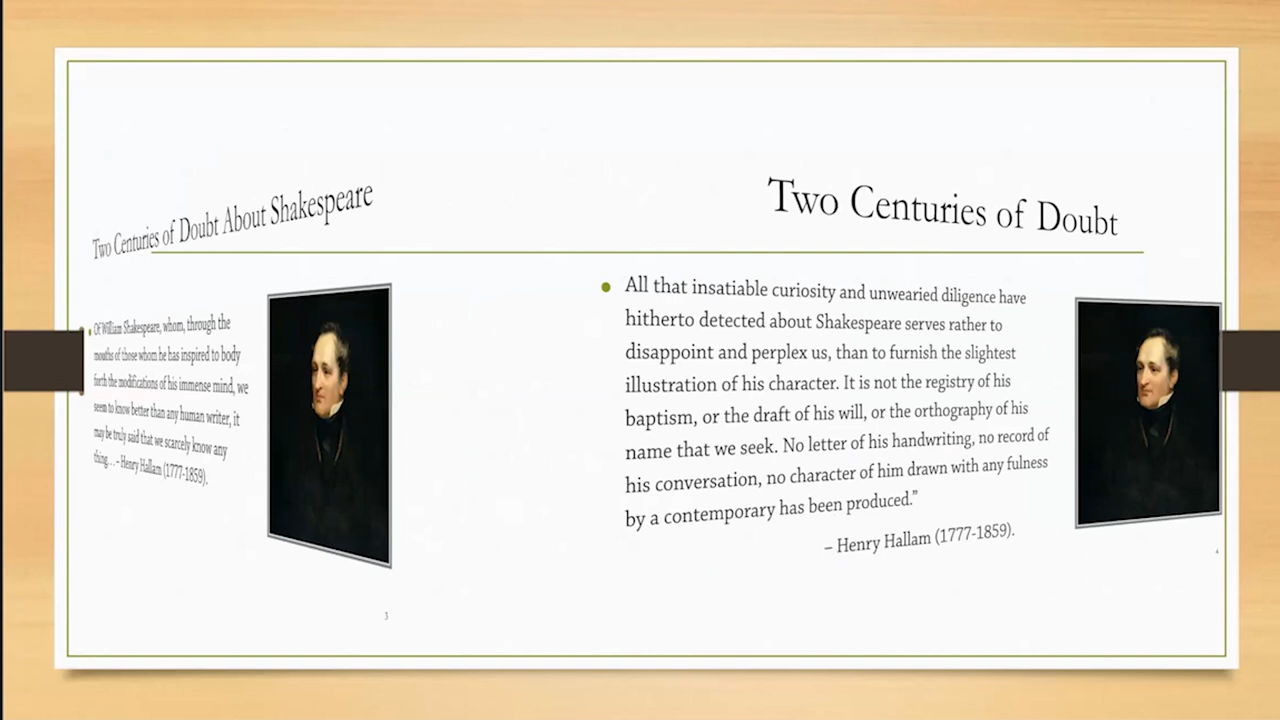 Two Centuries of Doubt About Shakespeare
Of William Shakespeare, whom, through the
mouths of those whom he has inspired to body
forth the modifications of his immense mind, we
seem to know better than any human writer, it
may be truly said that we scarcely know any
thing... – Henry Hallam (1777-1859).
3
Two Centuries of Doubt
All that insatiable curiosity and unwearied diligence have
hitherto detected about Shakespeare serves rather to
disappoint and perplex us, than to furnish the slightest
illustration of his character. It is not the registry of his
baptism, or the draft of his will, or the orthography of his
name that we seek. No letter of his handwriting, no record of
his conversation, no character of him drawn with any fulness
by a contemporary has been produced.”
– Henry Hallam (1777-1859).
4